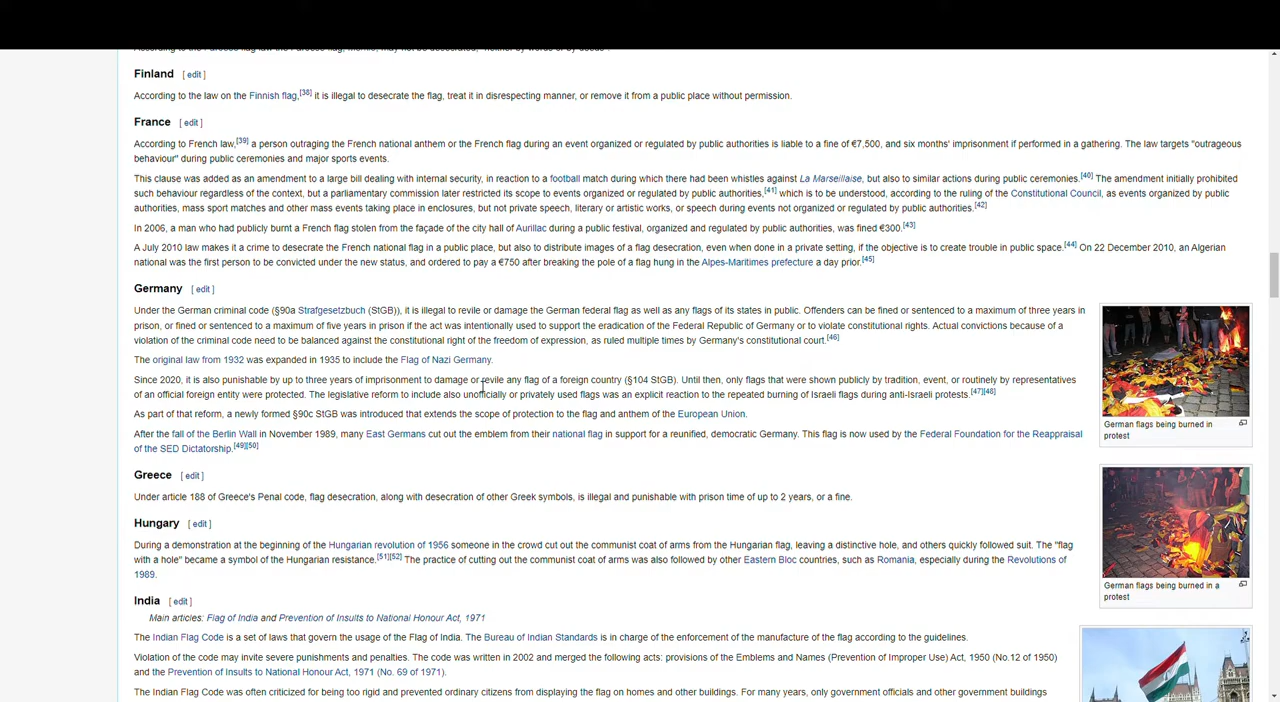 Finland [ edit ]
According to the law on the Finnish flag,[38] it is illegal to desecrate the flag, treat it in disrespecting manner, or remove it from a public place without permission.
France [ edit ]
According to French law,[39] a person outraging the French national anthem or the French flag during an event organized or regulated by public authorities is liable to a fine of €7,500, and six months' imprisonment if performed in a gathering. The law targets "outrageous
behaviour" during public ceremonies and major sports events.
This clause was added as an amendment to a large bill dealing with internal security, in reaction to a football match during which there had been whistles against La Marseillaise, but also to similar actions during public ceremonies.[40] The amendment initially prohibited
such behaviour regardless of the context, but a parliamentary commission later restricted its scope to events organized or regulated by public authorities,[41] which is to be understood, according to the ruling of the Constitutional Council, as events organized by public
authorities, mass sport matches and other mass events taking place in enclosures, but not private speech, literary or artistic works, or speech during events not organized or regulated by public authorities.[42]
In 2006, a man who had publicly burnt a French flag stolen from the façade of the city hall of Aurillac during a public festival, organized and regulated by public authorities, was fined €300.[43]
A July 2010 law makes it a crime to desecrate the French national flag in a public place, but also to distribute images of a flag desecration, even when done in a private setting, if the objective is to create trouble in public space.[44] On 22 December 2010, an Algerian
national was the first person to be convicted under the new status, and ordered to pay a €750 after breaking the pole of a flag hung in the Alpes-Maritimes prefecture a day prior.[45]
Germany [ edit ]
Under the German criminal code (§90a Strafgesetzbuch (StGB)), it is illegal to revile or damage the German federal flag as well as any flags of its states in public. Offenders can be fined or sentenced to a maximum of three years in
prison, or fined or sentenced to a maximum of five years in prison if the act was intentionally used to support the eradication of the Federal Republic of Germany or to violate constitutional rights. Actual convictions because of a
violation of the criminal code need to be balanced against the constitutional right of the freedom of expression, as ruled multiple times by Germany's constitutional court.[46]
The original law from 1932 was expanded in 1935 to include the Flag of Nazi Germany.
Since 2020, it is also punishable by up to three years of imprisonment to damage or revile any flag of a foreign country (§104 StGB). Until then, only flags that were shown publicly by tradition, event, or routinely by representatives
of an official foreign entity were protected. The legislative reform to include also unofficially or privately used flags was an explicit reaction to the repeated burning of Israeli flags during anti-Israeli protests.[47][48]
As part of that reform, a newly formed §90c StGB was introduced that extends the scope of protection to the flag and anthem of the European Union.
After the fall of the Berlin Wall in November 1989, many East Germans cut out the emblem from their national flag in support for a reunified, democratic Germany. This flag is now used by the Federal Foundation for the Reappraisal
of the SED Dictatorship.[49][50]
German flags being burned in
protest
Greece [ edit ]
Under article 188 of Greece's Penal code, flag desecration, along with desecration of other Greek symbols, is illegal and punishable with prison time of up to 2 years, or a fine.
Hungary [ edit ]
During a demonstration at the beginning of the Hungarian revolution of 1956 someone in the crowd cut out the communist coat of arms from the Hungarian flag, leaving a distinctive hole, and others quickly followed suit. The "flag
with a hole" became a symbol of the Hungarian resistance.[51][52] The practice of cutting out the communist coat of arms was also followed by other Eastern Bloc countries, such as Romania, especially during the Revolutions of
1989.
German flags being burned in a
protest
India [ edit ]
Main articles: Flag of India and Prevention of Insults to National Honour Act, 1971
The Indian Flag Code is a set of laws that govern the usage of the Flag of India. The Bureau of Indian Standards is in charge of the enforcement of the manufacture of the flag according to the guidelines.
Violation of the code may invite severe punishments and penalties. The code was written in 2002 and merged the following acts: provisions of the Emblems and Names (Prevention of Improper Use) Act, 1950 (No.12 of 1950)
and the Prevention of Insults to National Honour Act, 1971 (No. 69 of 1971).
The Indian Flag Code was often criticized for being too rigid and prevented ordinary citizens from displaying the flag on homes and other buildings. For many years, only government officials and other government buildings